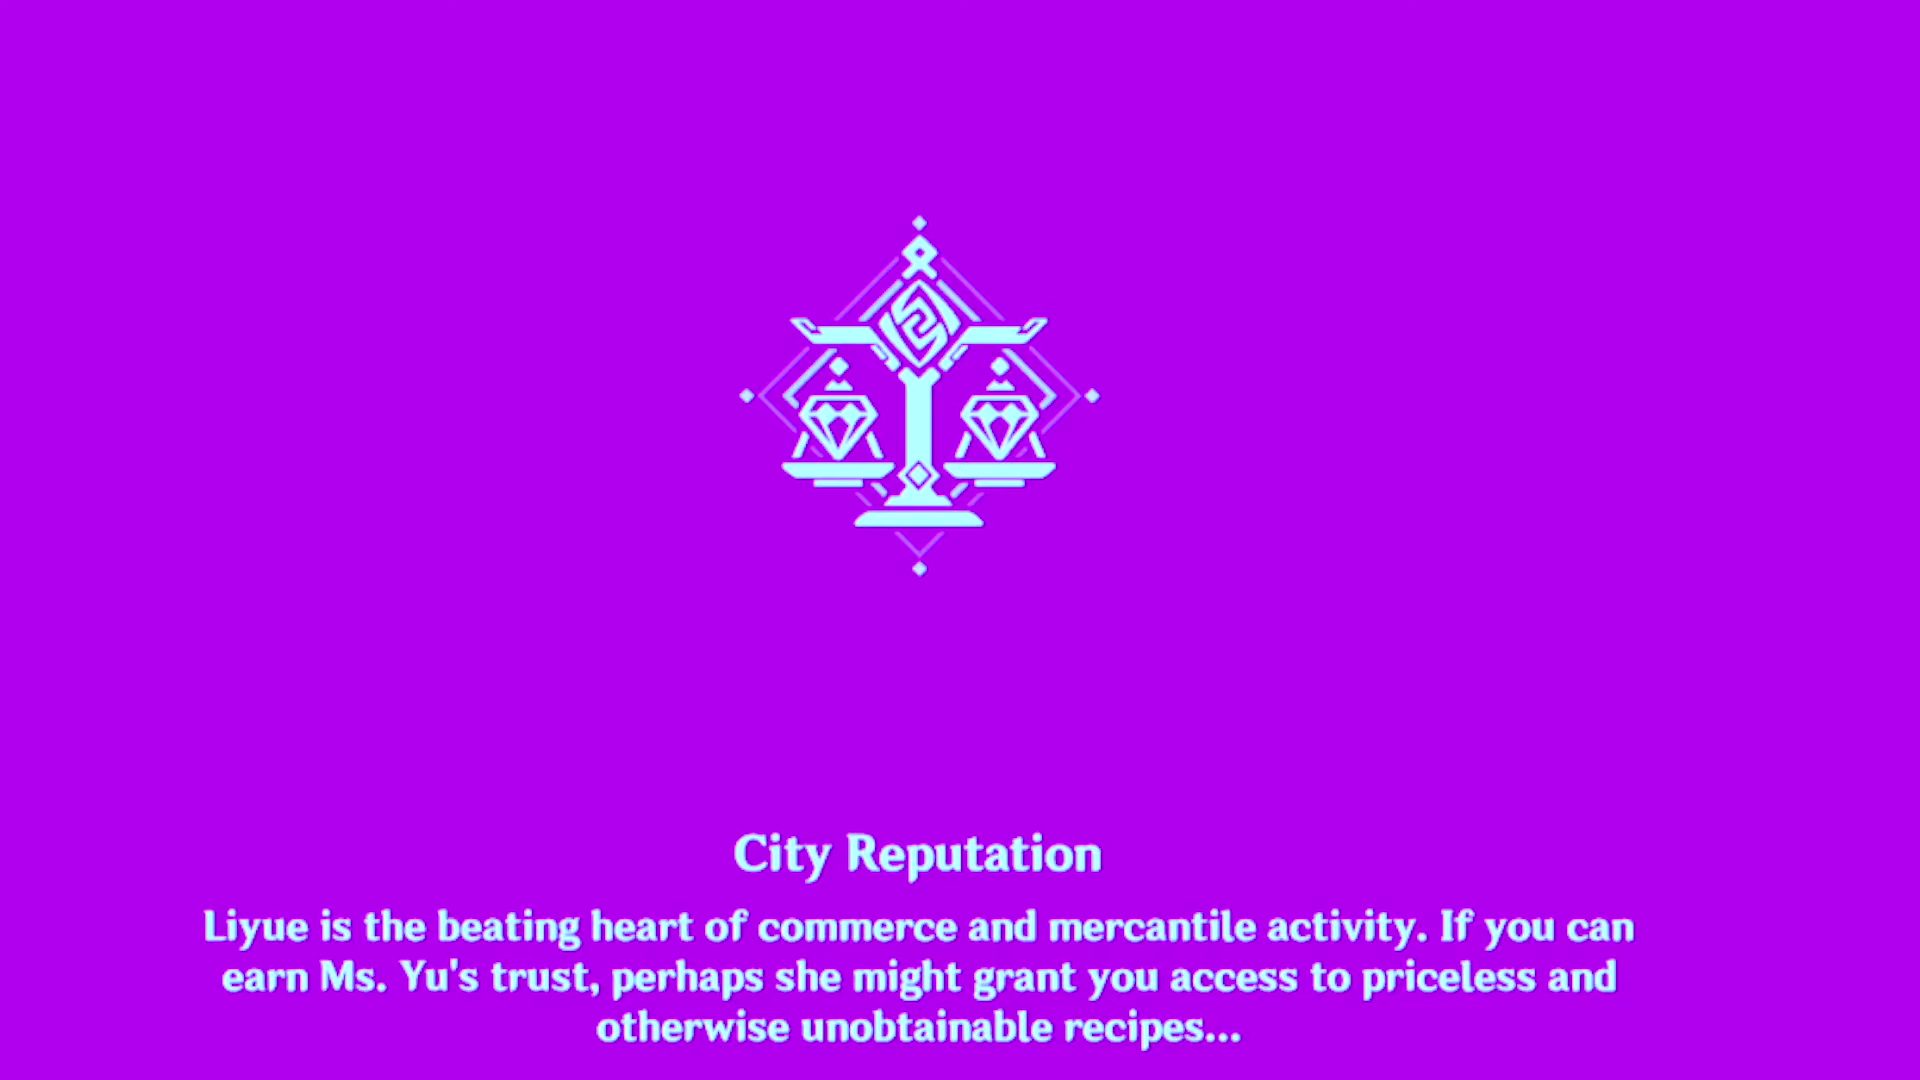 City Reputation
Liyue is the beating heart of commerce and mercantile activity. If you can
earn Ms. Yu's trust, perhaps she might grant you access to priceless and
otherwise unobtainable recipes...